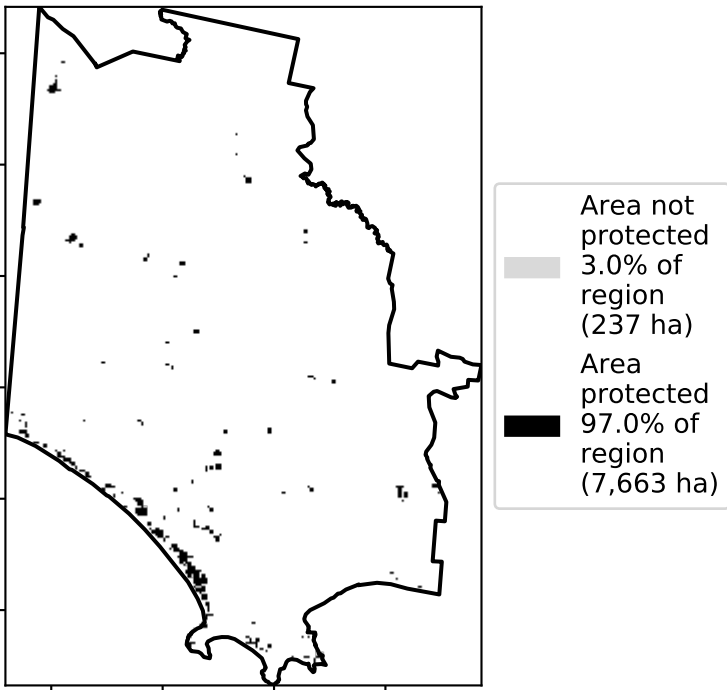 Area not
protected
3.0% of
region
(237 ha)
Area
protected
97.0% of
region
(7,663 ha)